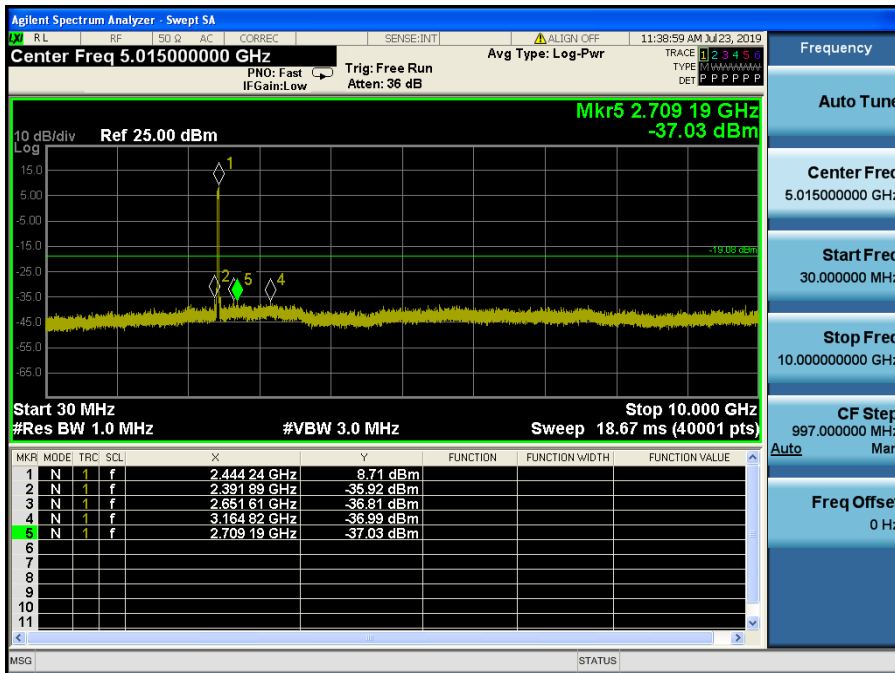 Agilent Spectrum Analyzer - Swept SA
LXI RL RF 50 Ω AC CORREC SENSE:INT ALIGN OFF 11:38:59 AM Jul 23, 2019
Center Freq 5.015000000 GHz
PNO: Fast
IFGain:Low
Trig: Free Run
Atten: 36 dB
Avg Type: Log-Pwr
TRACE 1 2 3 4 5 6
TYPE M WWWWW
DET P P P P P P
Mkr5 2.709 19 GHz
-37.03 dBm
10 dB/div Ref 25.00 dBm
Log
15.0
5.00
-5.00
-15.0
-25.0
-35.0
-45.0
-55.0
-65.0
1
2
5
4
-19.08 dBm
Start 30 MHz Stop 10.000 GHz
#Res BW 1.0 MHz #VBW 3.0 MHz Sweep 18.67 ms (40001 pts)
MKR MODE TRC SCL X Y FUNCTION FUNCTION WIDTH FUNCTION VALUE
1 N 1 f 2.444 24 GHz 8.71 dBm
2 N 1 f 2.391 89 GHz -35.92 dBm
3 N 1 f 2.651 61 GHz -36.81 dBm
4 N 1 f 3.164 82 GHz -36.99 dBm
5 N 1 f 2.709 19 GHz -37.03 dBm
6
7
8
9
10
11
MSG STATUS
Frequency
Auto Tune
Center Freq
5.015000000 GHz
Start Freq
30.000000 MHz
Stop Freq
10.000000000 GHz
CF Step
997.000000 MHz
Auto Man
Freq Offset
0 Hz